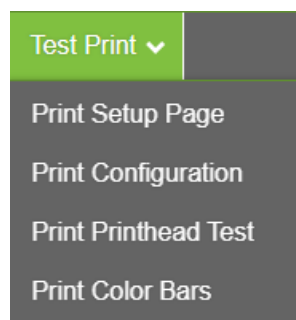 Test Print
Print Setup Page
Print Configuration
Print Printhead Test
Print Color Bars